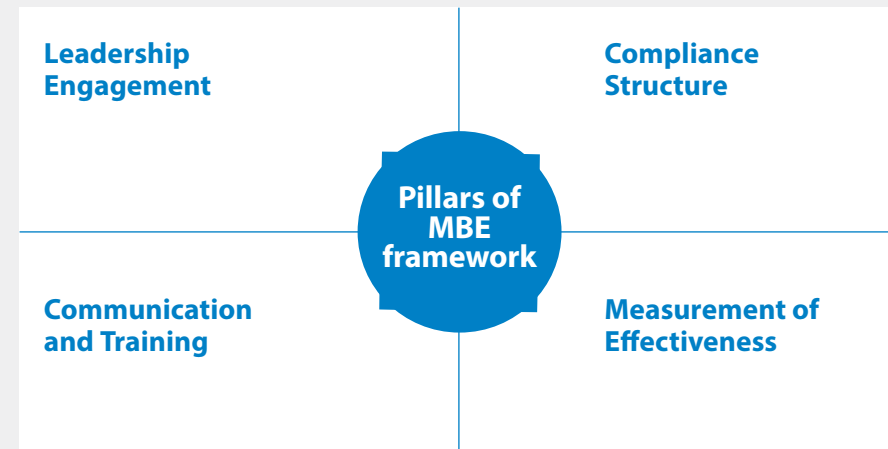 Leadership
Engagement
Compliance
Structure
Pillars of
MBE
framework
Communication
and Training
Measurement of
Effectiveness